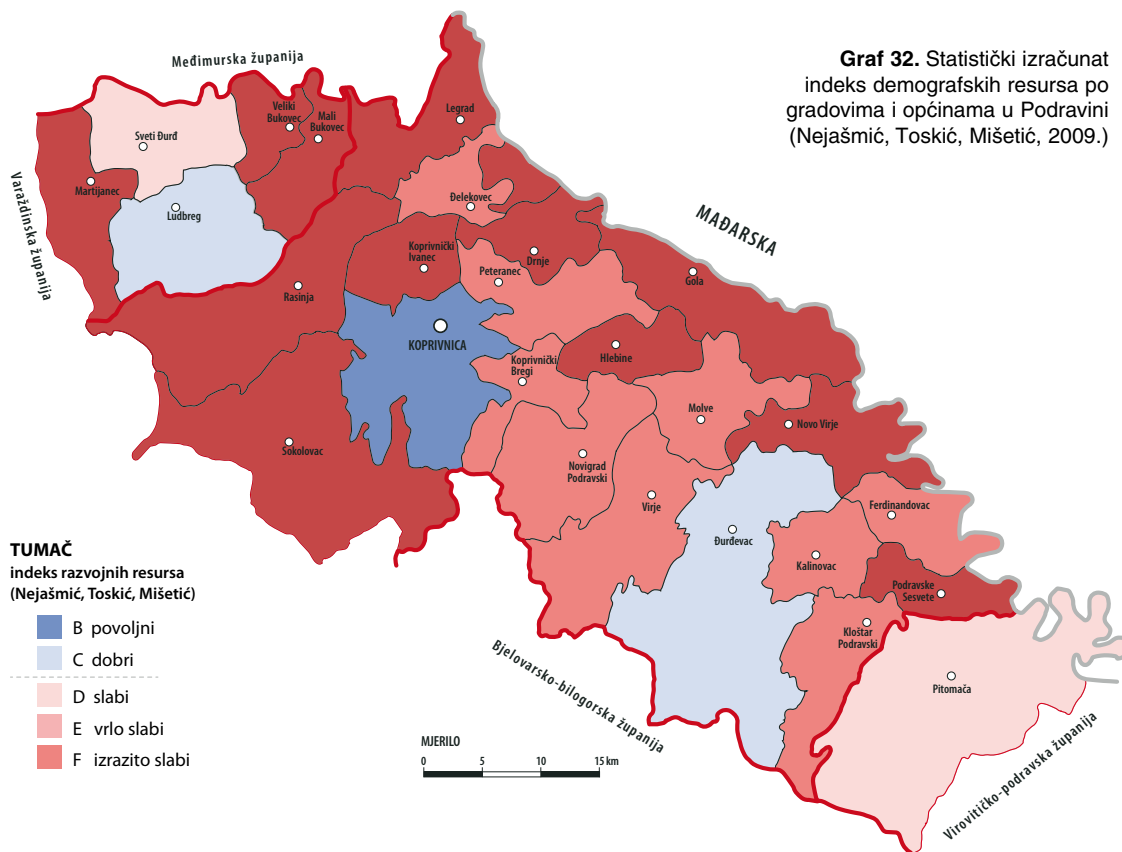 Graf 32. Statistički izračunat
indeks demografskih resursa po
gradovima i općinama u Podravini
(Nejašmić, Toskić, Mišetić, 2009.)
Međimurska županija
Varaždinska županija
MAĐARSKA
Bjelovarsko-bilogorska županija
Virovitičko-podravska županija
Sveti Đurđ
Veliki
Bukovec
Mali
Bukovec
Legrad
Martijanec
Ludbreg
Đelekovec
Koprivnički
Ivanec
Drnje
Peteranec
Gola
Rasinja
KOPRIVNICA
Hlebine
Koprivnički
Bregi
Molve
Novo Virje
Sokolovac
Novigrad
Podravski
Virje
Ferdinandovac
Đurđevac
Kalinovac
Podravske
Sesvete
Kloštar
Podravski
Pitomača
TUMAČ
indeks razvojnih resursa
(Nejašmić, Toskić, Mišetić)
B povoljni
C dobri
D slabi
E vrlo slabi
F izrazito slabi
MJERILO
0 5 10 15 km